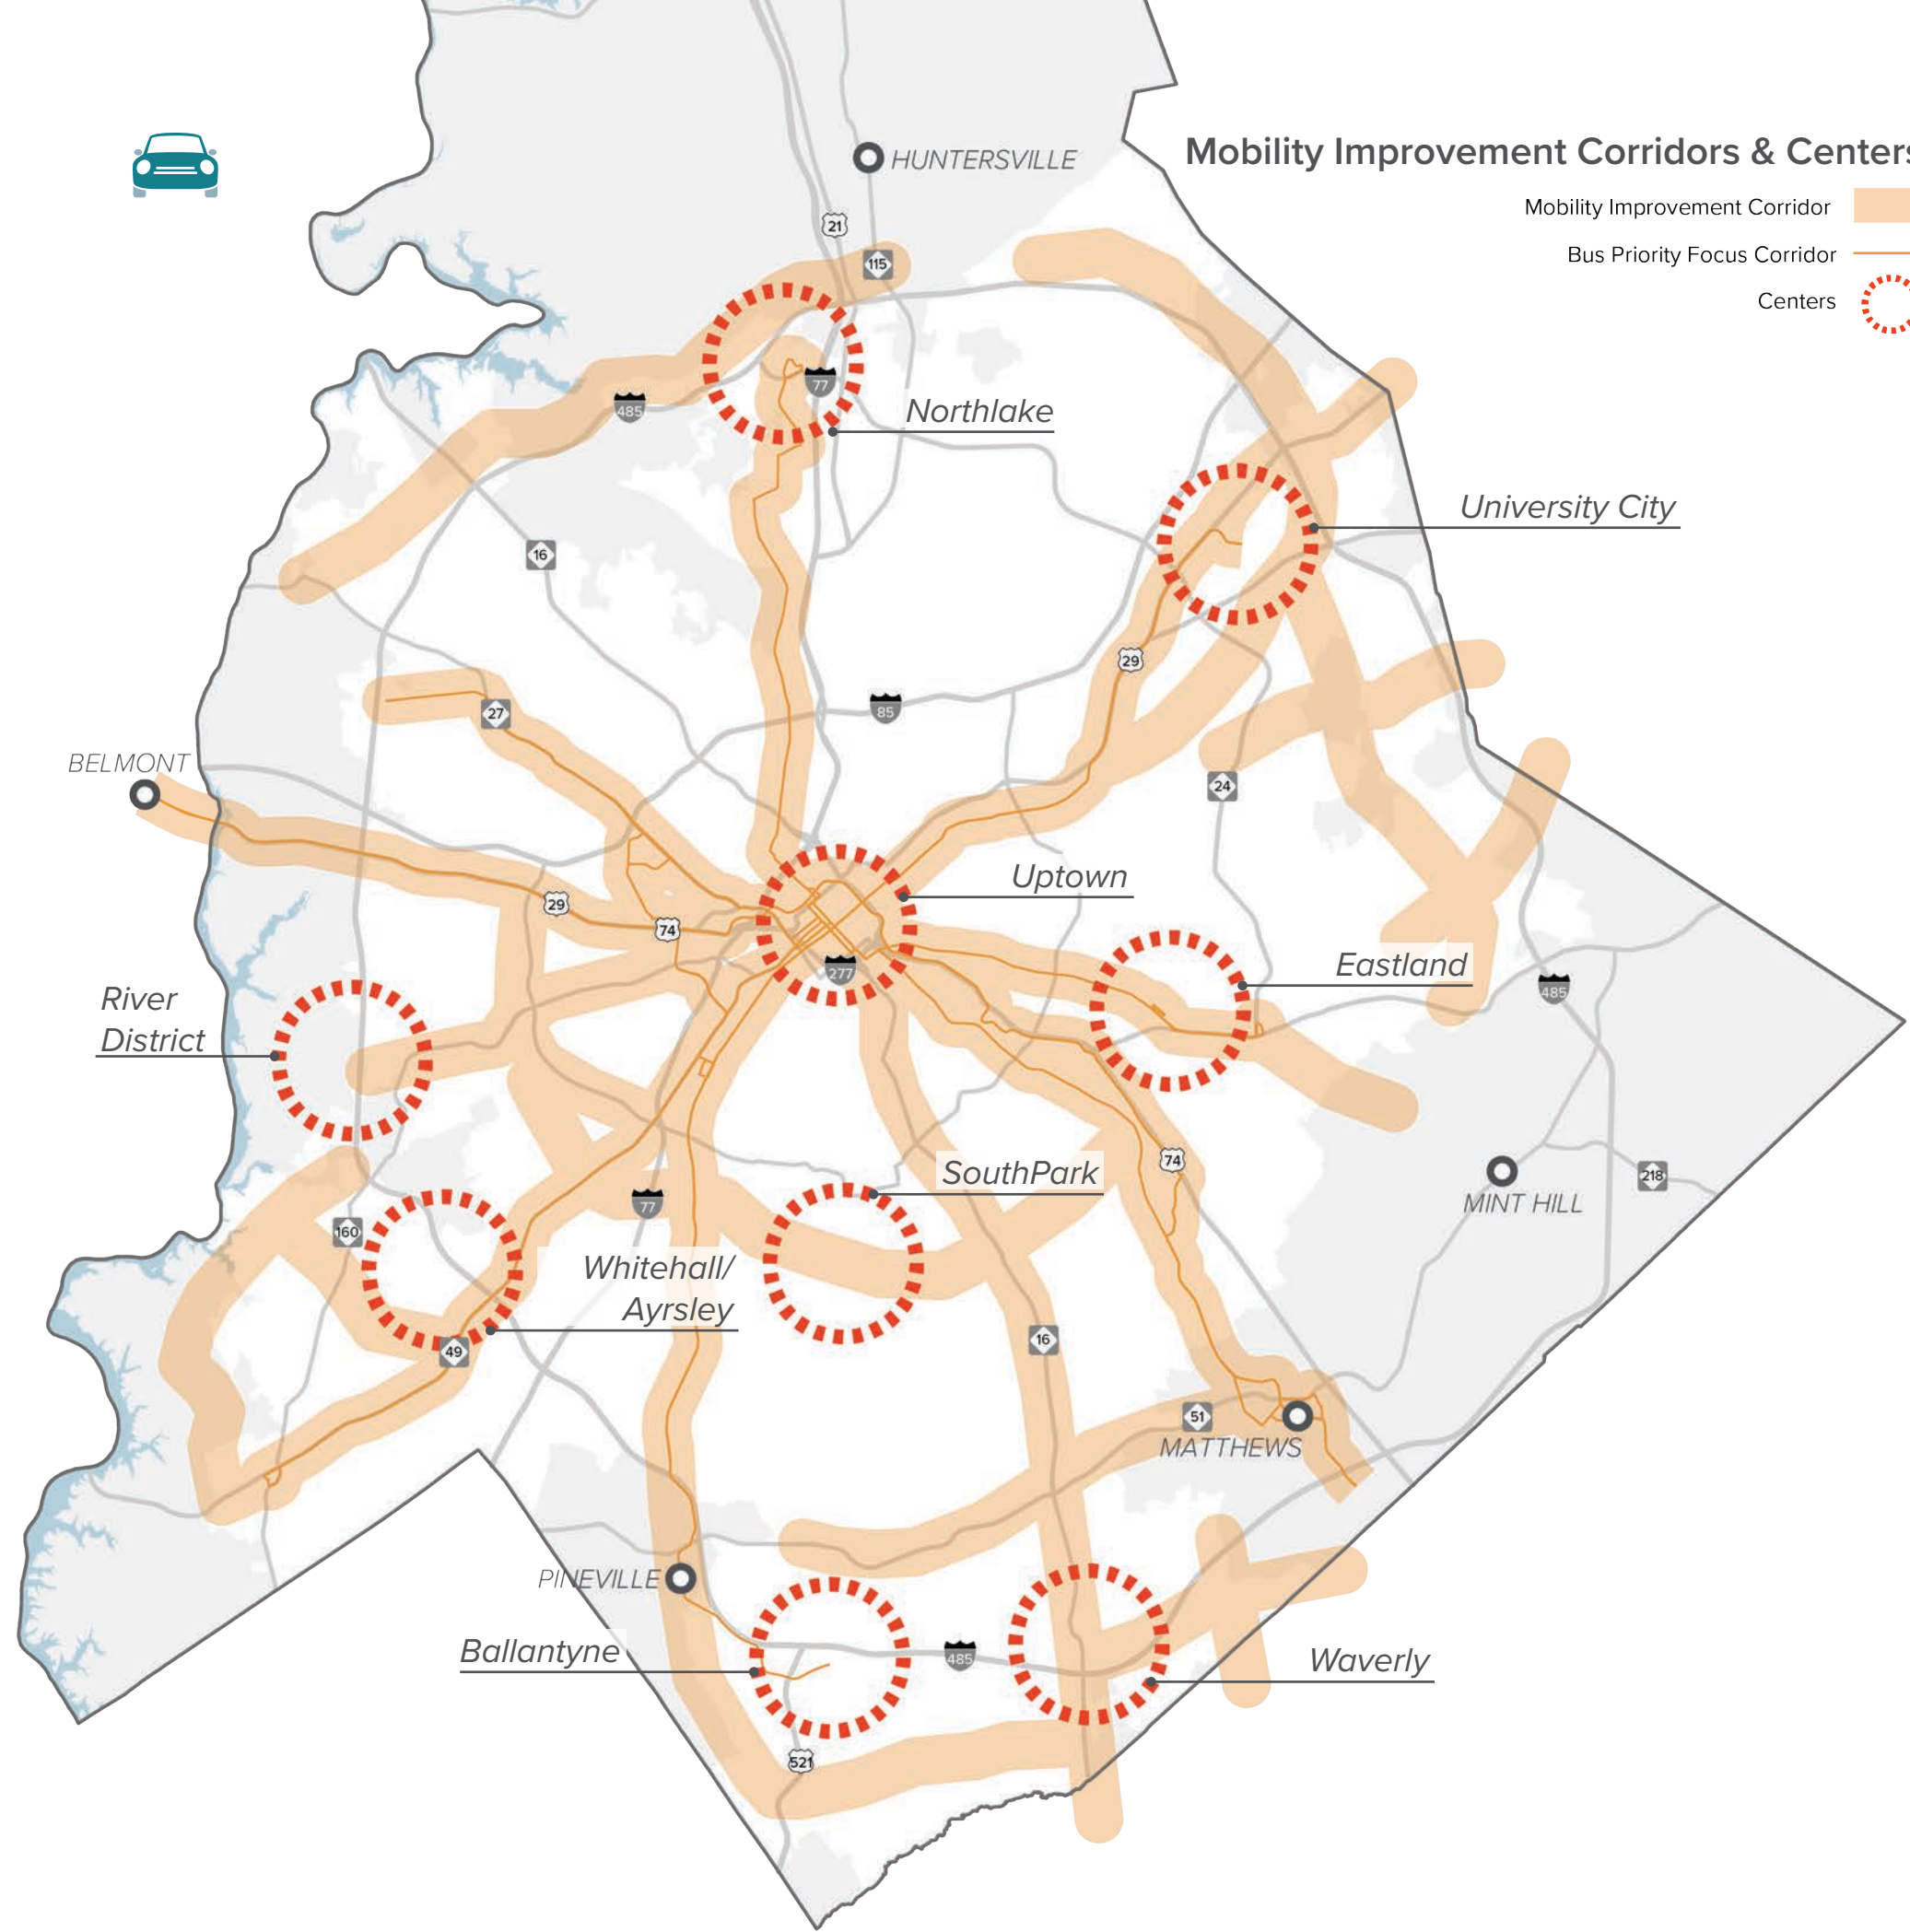 HUNTERSVILLE
Mobility Improvement Corridors & Centers
Mobility Improvement Corridor
21
Bus Priority Focus Corridor
115
Centers
77
485
Northlake
University City
16
29
27
85
BELMONT
24
Uptown
29
74
277
Eastland
485
River
District
74
SouthPark
MINT HILL
218
77
160
Whitehall/
Ayrsley
16
49
51
MATTHEWS
PINEVILLE
Ballantyne
485
Waverly
521